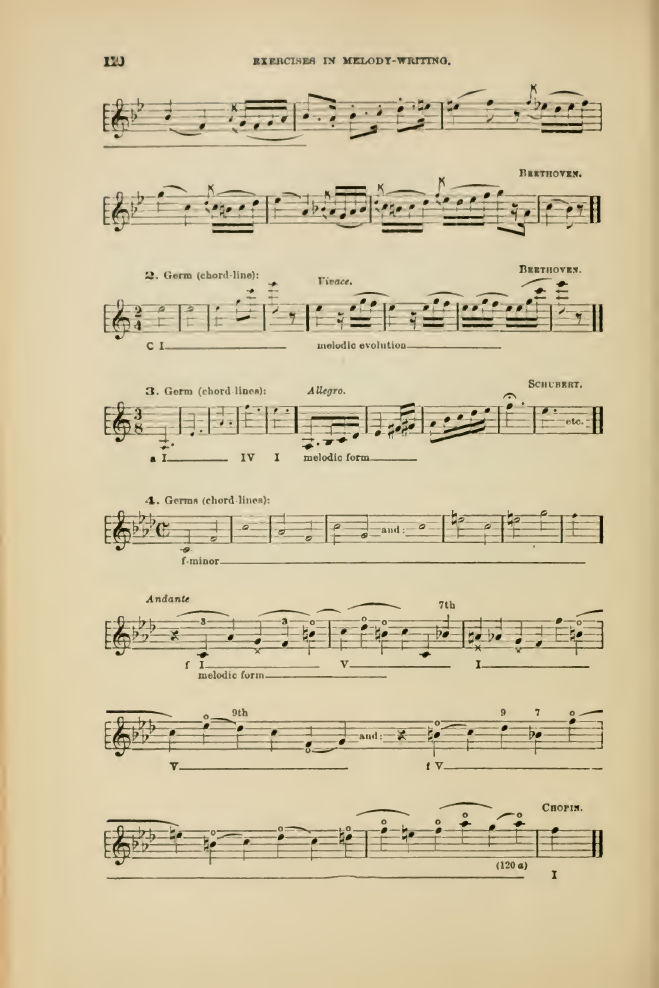 EXERCISES IN MELODY-WRITING.
BEETHOVEN.
2. Germ (chord-line): Vivace. BEETHOVEN.
C I melodic evolution
3. Germ (chord-lines): Allegro. SCHUBERT.
etc.
a I IV I melodic form
4. Germs (chord-lines):
and:
f-minor
Andante
7th
3 3
f I V I
melodic form
9th 9 7
and:
V f V
CHOPIN.
(120 a)
I